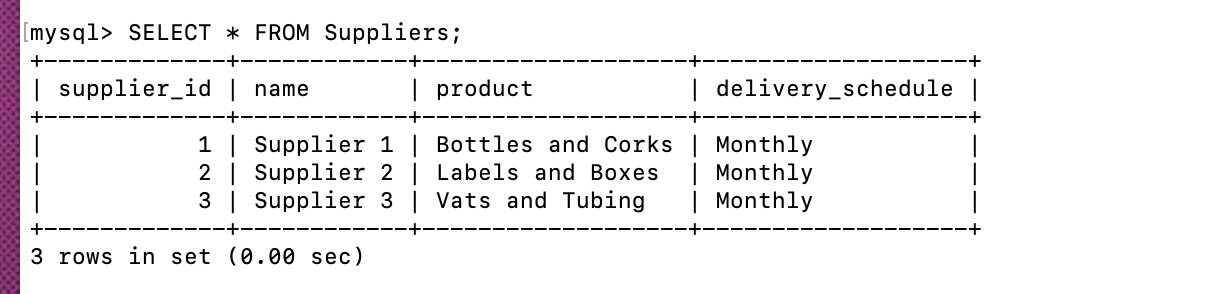 [mysql> SELECT * FROM Suppliers;
+-------------+------------+-------------------+-------------------+
| supplier_id | name       | product           | delivery_schedule |
+-------------+------------+-------------------+-------------------+
|           1 | Supplier 1 | Bottles and Corks | Monthly           |
|           2 | Supplier 2 | Labels and Boxes  | Monthly           |
|           3 | Supplier 3 | Vats and Tubing   | Monthly           |
+-------------+------------+-------------------+-------------------+
3 rows in set (0.00 sec)